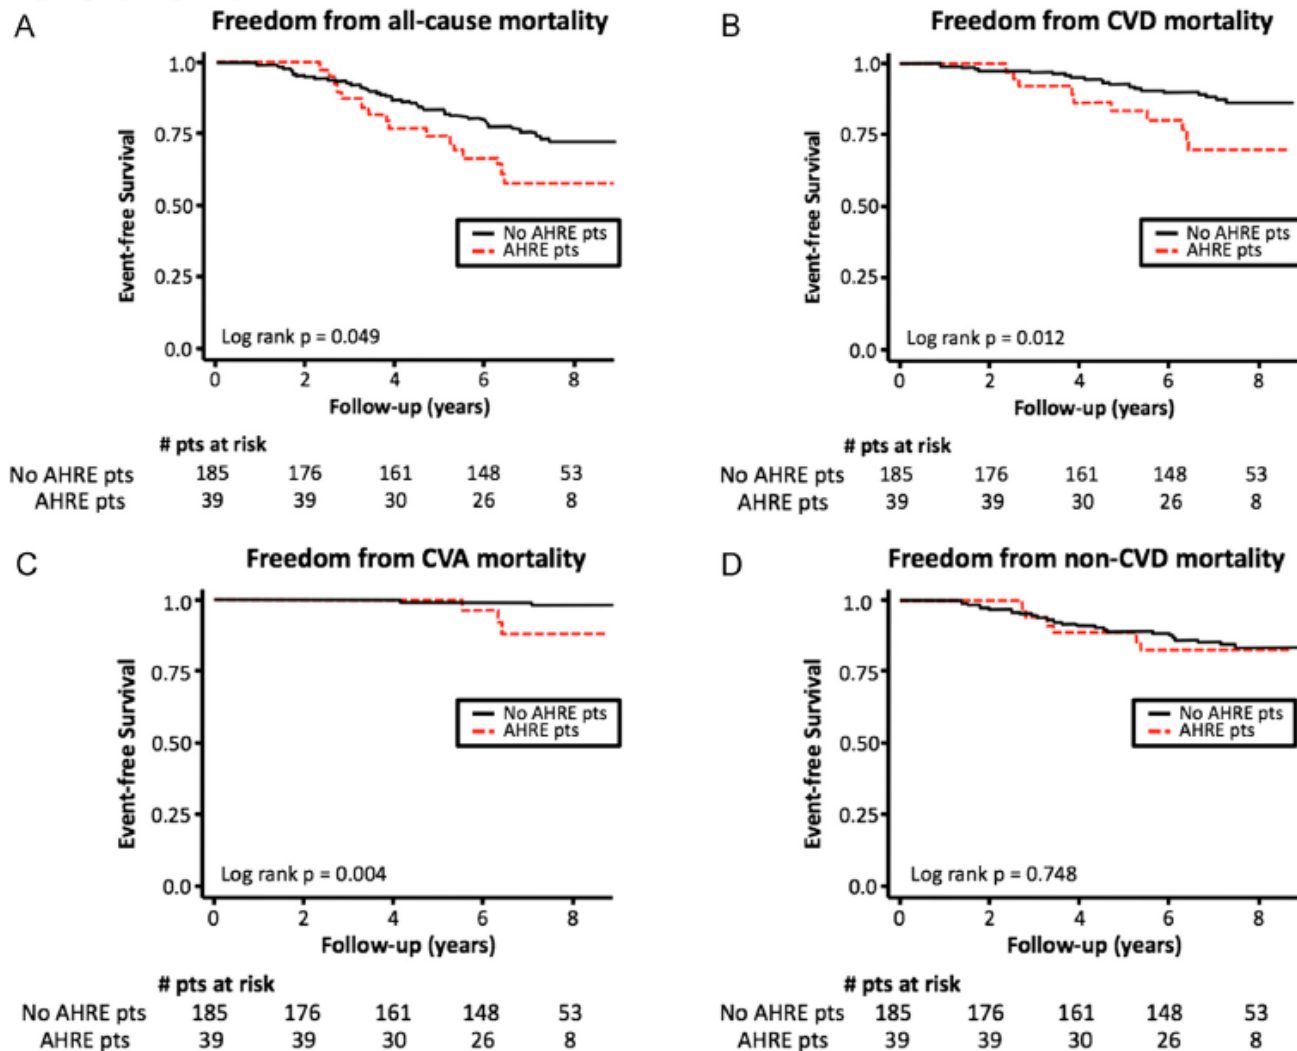 A
Freedom from all-cause mortality
1.0
0.75
0.50
0.25
0.0
Event-free Survival
No AHRE pts
AHRE pts
Log rank p = 0.049
0 2 4 6 8
Follow-up (years)
# pts at risk
No AHRE pts 185 176 161 148 53
AHRE pts 39 39 30 26 8
B
Freedom from CVD mortality
1.0
0.75
0.50
0.25
0.0
Event-free Survival
No AHRE pts
AHRE pts
Log rank p = 0.012
0 2 4 6 8
Follow-up (years)
# pts at risk
No AHRE pts 185 176 161 148 53
AHRE pts 39 39 30 26 8
C
Freedom from CVA mortality
1.0
0.75
0.50
0.25
0.0
Event-free Survival
No AHRE pts
AHRE pts
Log rank p = 0.004
0 2 4 6 8
Follow-up (years)
# pts at risk
No AHRE pts 185 176 161 148 53
AHRE pts 39 39 30 26 8
D
Freedom from non-CVD mortality
1.0
0.75
0.50
0.25
0.0
Event-free Survival
No AHRE pts
AHRE pts
Log rank p = 0.748
0 2 4 6 8
Follow-up (years)
# pts at risk
No AHRE pts 185 176 161 148 53
AHRE pts 39 39 30 26 8